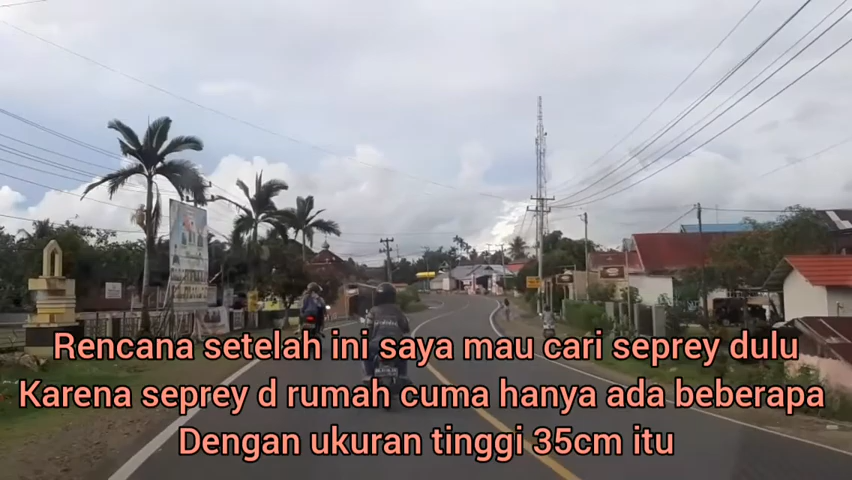 Rencana setelah ini saya mau cari seprey dulu
Karena seprey d rumah cuma hanya ada beberapa
Dengan ukuran tinggi 35cm itu